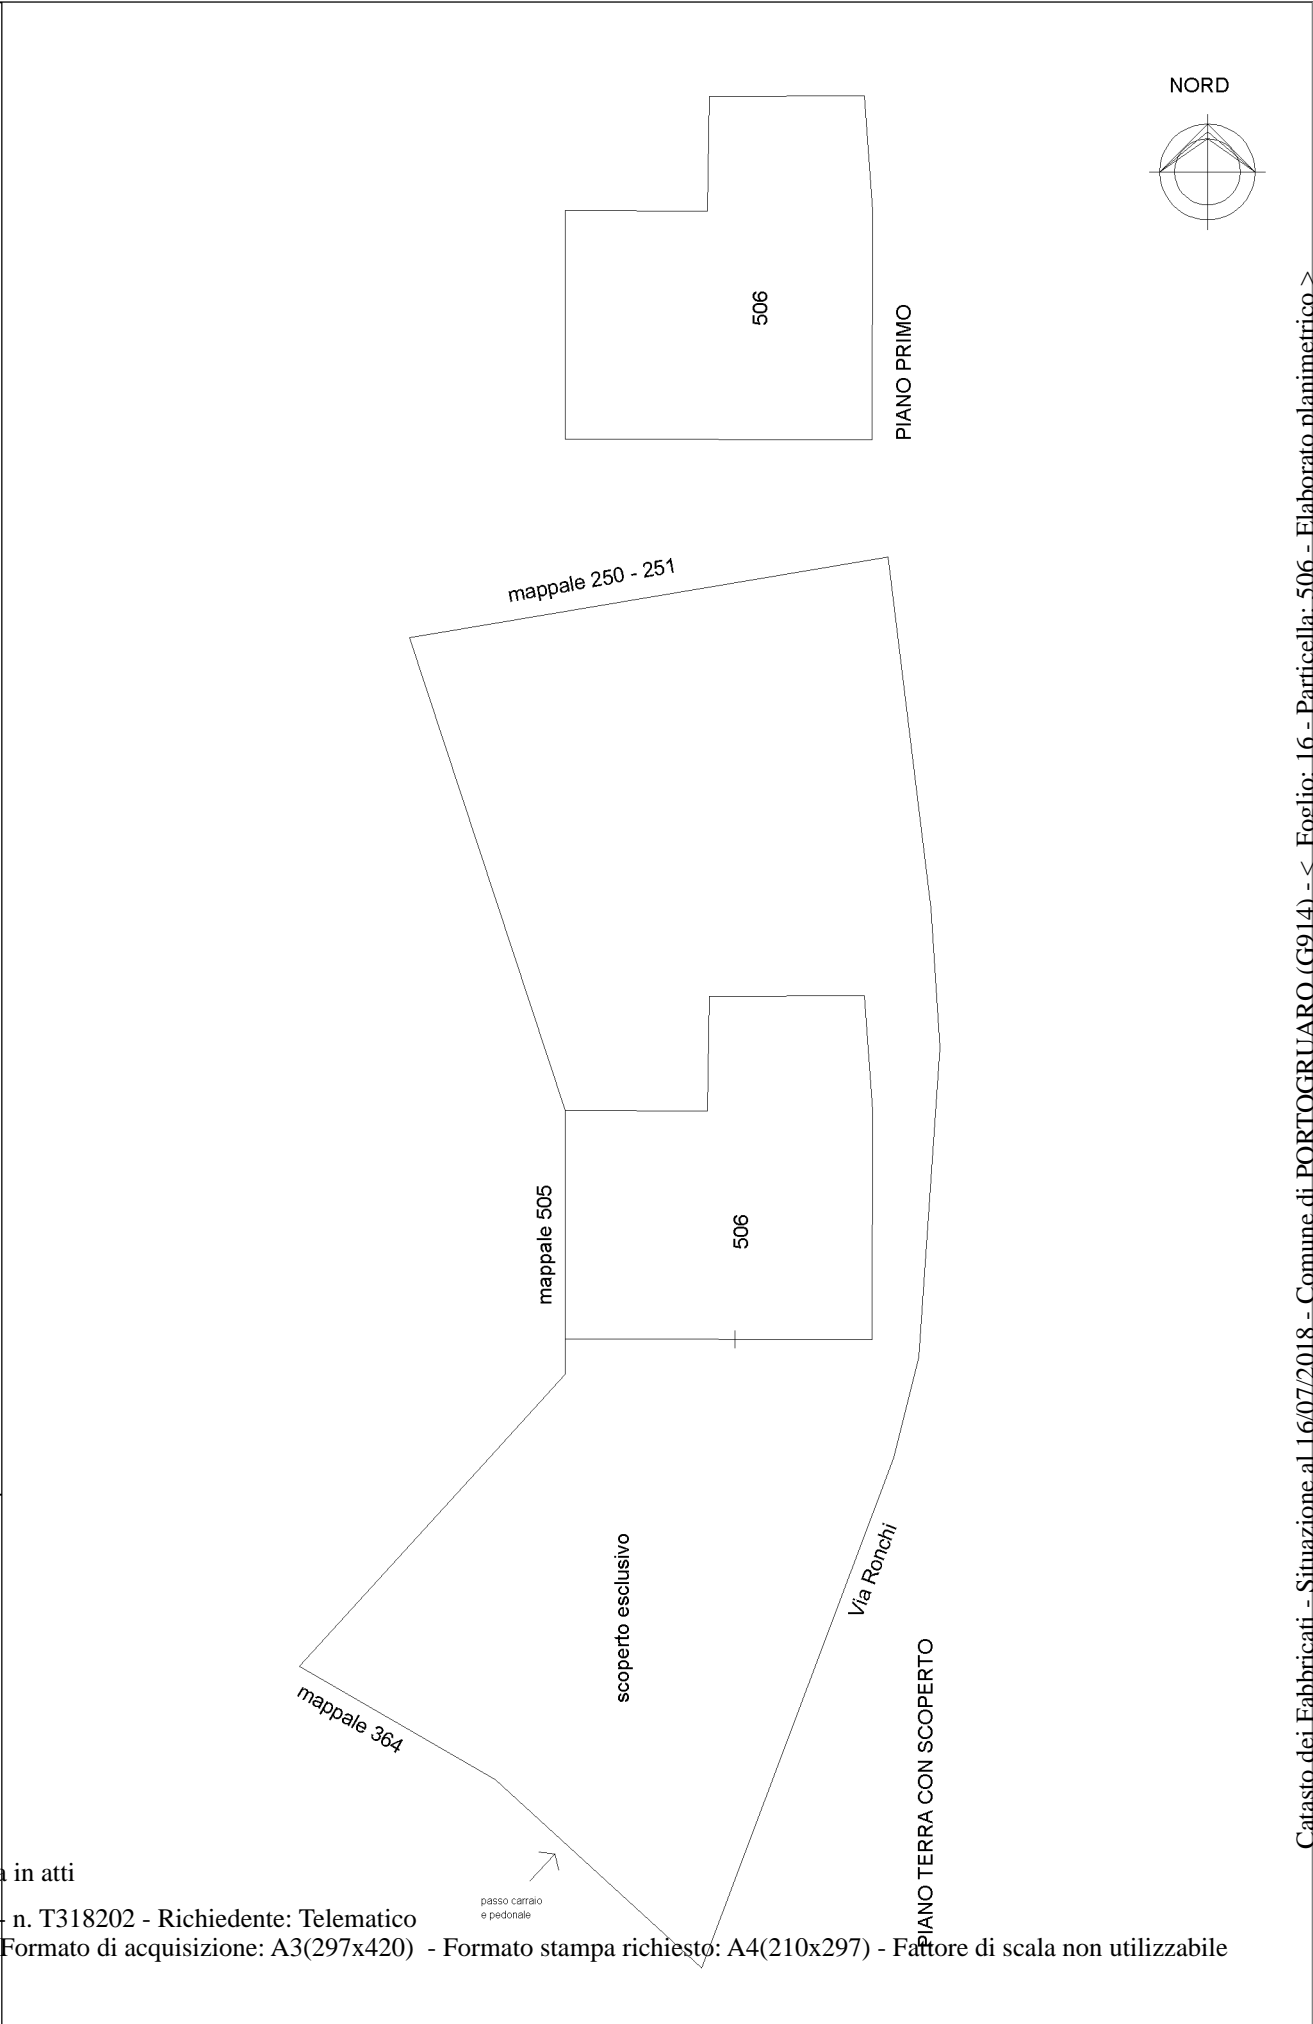 NORD
506
PIANO PRIMO
mappale 250 - 251
mappale 505
506
scoperto esclusivo
Via Ronchi
mappale 364
PIANO TERRA CON SCOPERTO
passo carraio
e pedonale
Catasto dei Fabbricati - Situazione al 16/07/2018 - Comune di PORTOGRUARO (G914) - < Foglio: 16 - Particella: 506 - Elaborato planimetrico >
in atti
- n. T318202 - Richiedente: Telematico
Formato di acquisizione: A3(297x420) - Formato stampa richiesto: A4(210x297) - Fattore di scala non utilizzabile